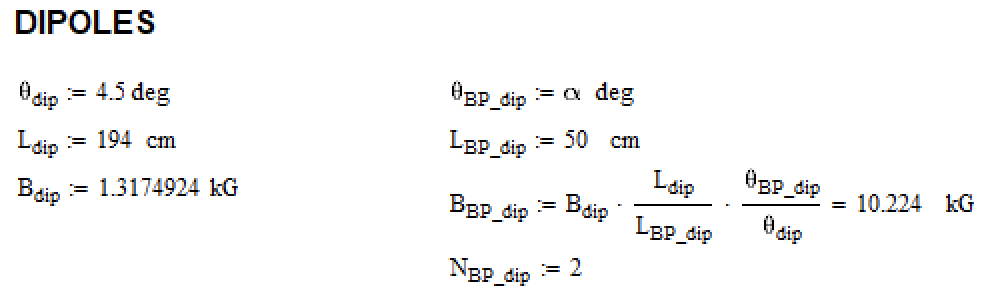 DIPOLES
θdip := 4.5 deg
Ldip := 194 cm
Bdip := 1.3174924 kG
θBP_dip := α deg
LBP_dip := 50 cm
BBP_dip := Bdip · Ldip / LBP_dip · θBP_dip / θdip = 10.224 kG
NBP_dip := 2